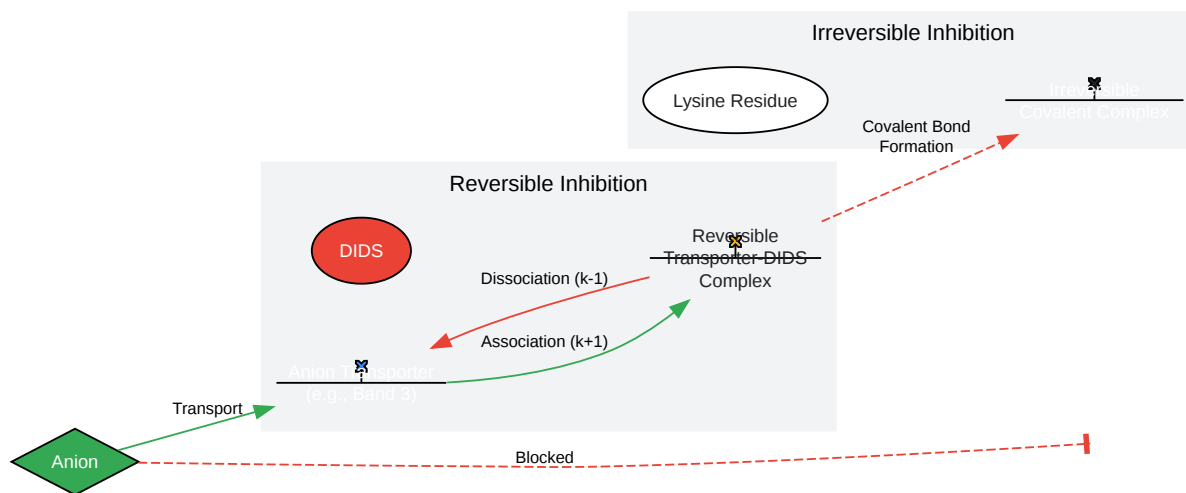 Irreversible Inhibition
Lysine Residue
Irreversible
Covalent Complex
Covalent Bond
Formation
Reversible Inhibition
DIDS
Reversible
Transporter-DIDS
Complex
Dissociation (k-1)
Association (k+1)
Anion Transporter
(e.g., Band 3)
Transport
Anion
Blocked